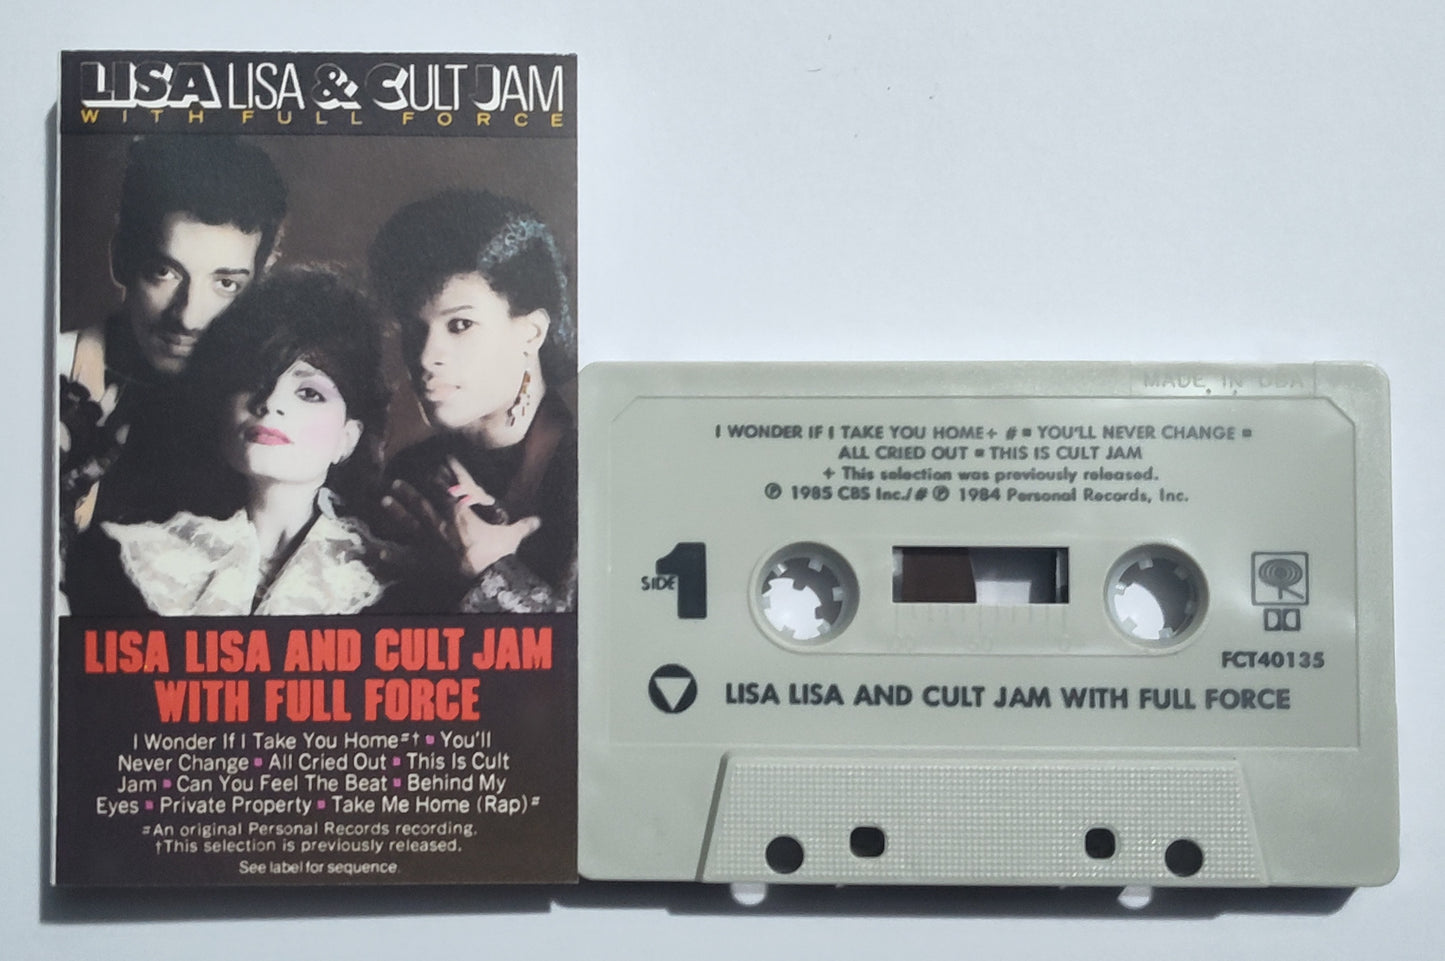 LISA LISA & CULT JAM
WITH FULL FORCE
LISA LISA AND CULT JAM
WITH FULL FORCE
I Wonder If I Take You Home≠† ▪ You'll
Never Change ▪ All Cried Out ▪ This Is Cult
Jam ▪ Can You Feel The Beat ▪ Behind My
Eyes ▪ Private Property ▪ Take Me Home (Rap)≠
≠An original Personal Records recording.
†This selection is previously released.
See label for sequence.
MADE IN USA
I WONDER IF I TAKE YOU HOME+ # ▪ YOU'LL NEVER CHANGE ▪
ALL CRIED OUT ▪ THIS IS CULT JAM
+ This selection was previously released.
℗ 1985 CBS Inc./# ℗ 1984 Personal Records, Inc.
SIDE 1
100 50 0
FCT40135
LISA LISA AND CULT JAM WITH FULL FORCE